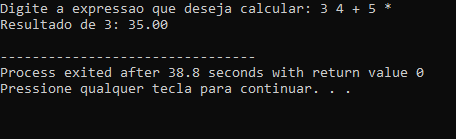 Digite a expressao que deseja calcular: 3 4 + 5 *
Resultado de 3: 35.00
--------------------------------
Process exited after 38.8 seconds with return value 0
Pressione qualquer tecla para continuar. . .